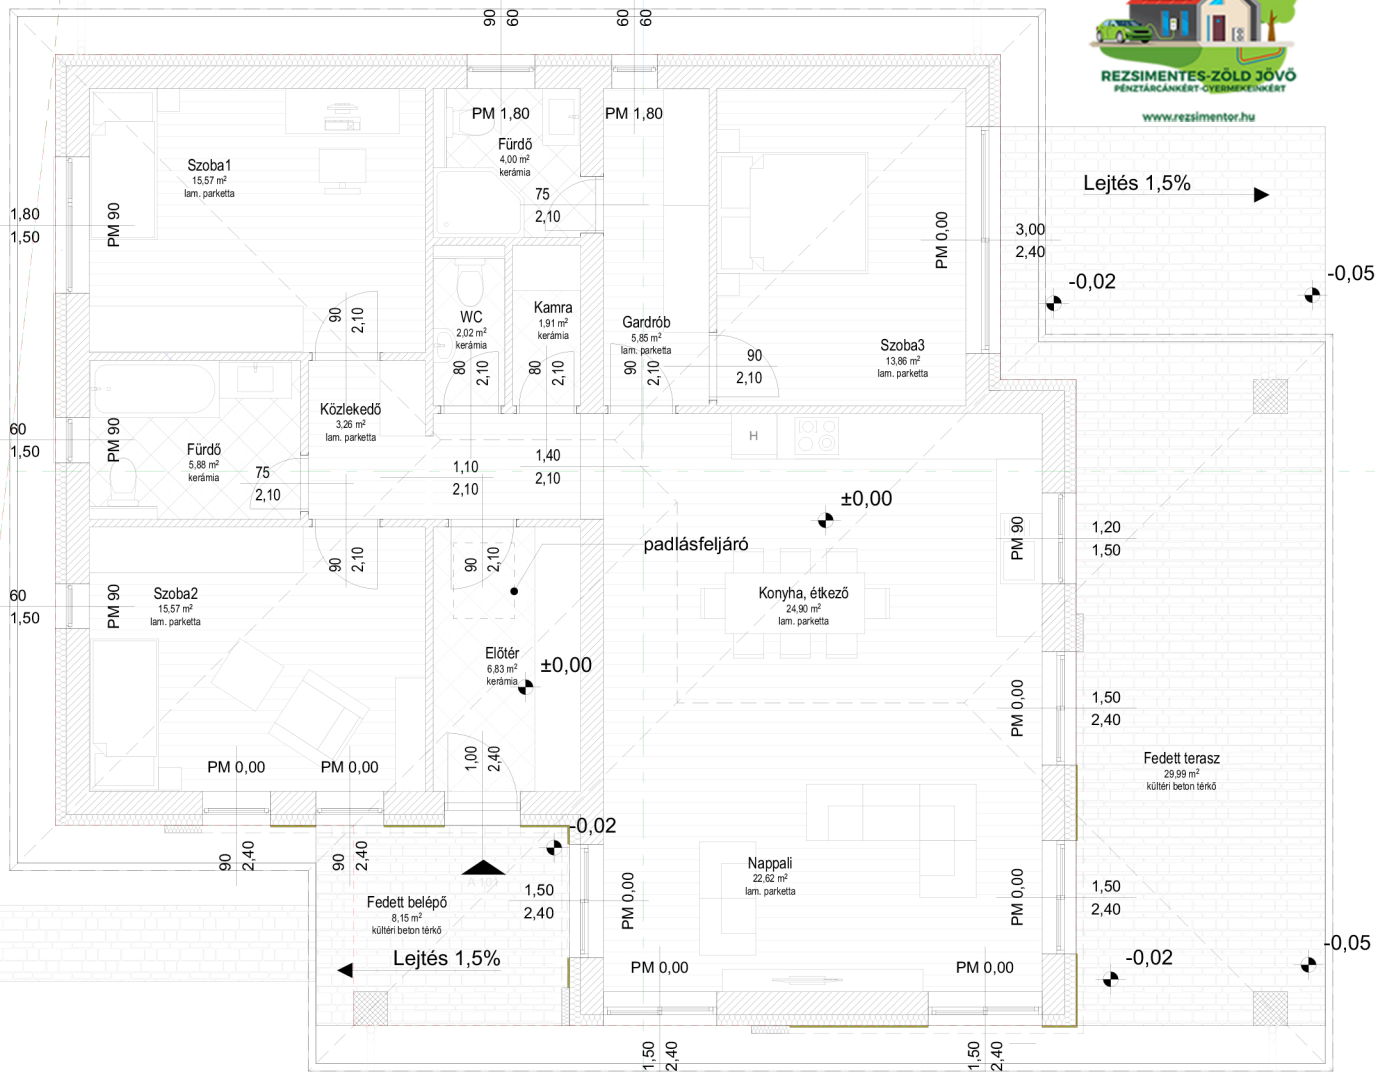 90
60
60
60
REZSIMENTES-ZÖLD JÖVŐ
PÉNZTÁRCÁNKÉRT-GYERMEKEINKÉRT
www.rezsimentor.hu
PM 1,80
PM 1,80
Fürdő
4,00 m²
kerámia
Szoba1
15,57 m²
lam. parketta
75
2,10
Lejtés 1,5%
1,80
1,50
PM 90
PM 0,00
3,00
2,40
-0,02
-0,05
90
2,10
WC
2,02 m²
kerámia
Kamra
1,91 m²
kerámia
Gardrób
5,85 m²
lam. parketta
Szoba3
13,86 m²
lam. parketta
80
2,10
80
2,10
90
2,10
90
2,10
Közlekedő
3,26 m²
lam. parketta
60
1,50
PM 90
Fürdő
5,88 m²
kerámia
75
2,10
H
1,10
2,10
1,40
2,10
±0,00
PM 90
1,20
1,50
padlásfeljáró
90
2,10
90
2,10
60
1,50
PM 90
Szoba2
15,57 m²
lam. parketta
Konyha, étkező
24,90 m²
lam. parketta
Előtér
6,83 m²
kerámia
±0,00
PM 0,00
1,50
2,40
PM 0,00
PM 0,00
1,00
2,40
Fedett terasz
29,99 m²
kültéri beton térkő
-0,02
90
2,40
90
2,40
A 101
Nappali
22,62 m²
lam. parketta
1,50
2,40
PM 0,00
PM 0,00
1,50
2,40
Fedett belépő
8,15 m²
kültéri beton térkő
Lejtés 1,5%
PM 0,00
PM 0,00
-0,02
-0,05
1,50
2,40
1,50
2,40